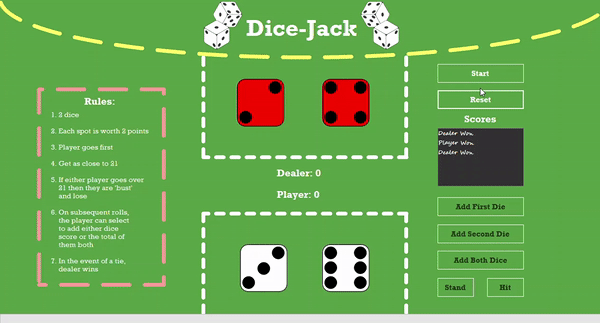 Dice-Jack
Rules:
1. 2 dice
2. Each spot is worth 2 points
3. Player goes first
4. Get as close to 21
5. If either player goes over
21 then they are 'bust'
and lose
6. On subsequent rolls,
the player can select
to add either dice
score or the total of
them both
7. In the event of a tie,
dealer wins
Dealer: 0
Player: 0
Start
Reset
Scores
Dealer Won
Player Won
Dealer Won
Add First Die
Add Second Die
Add Both Dice
Stand
Hit